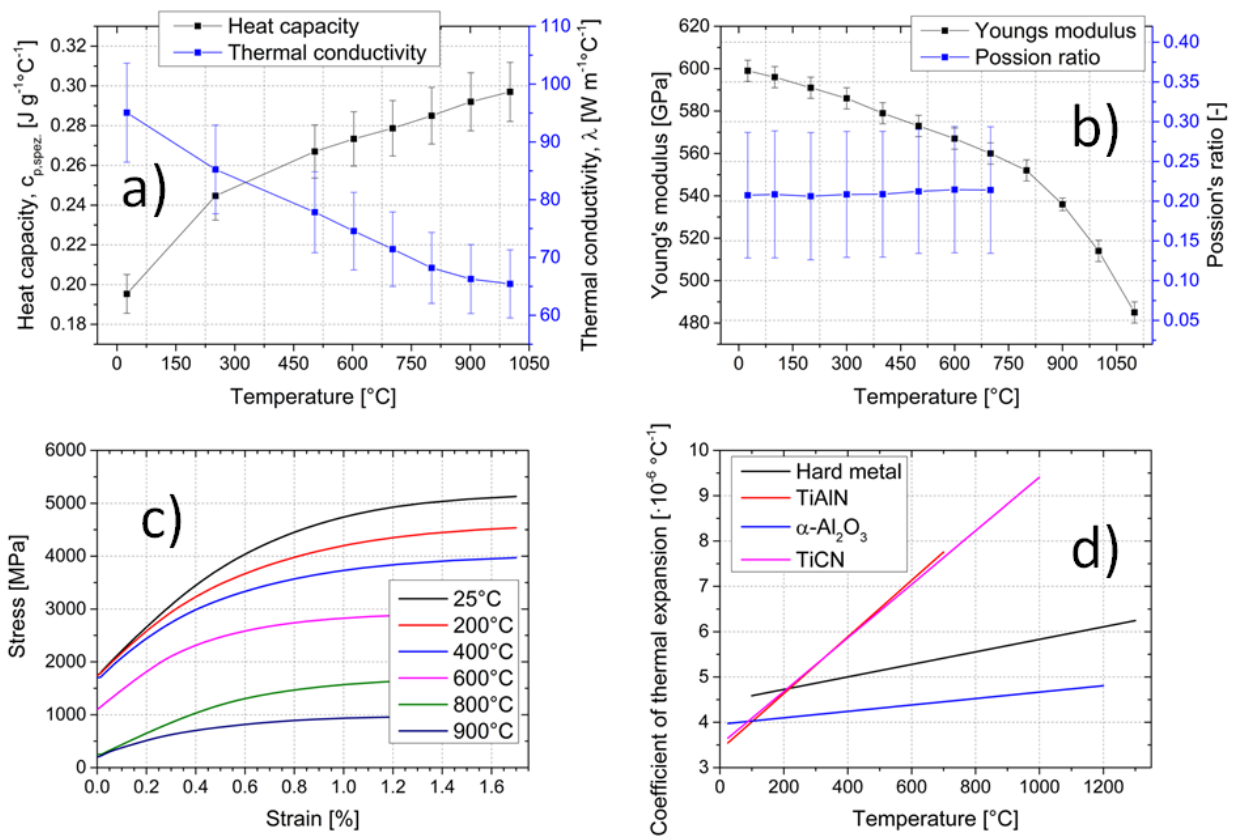 Heat capacity
Thermal conductivity
Heat capacity, cp,spez. [J g-1°C-1]
0.32
0.30
0.28
0.26
0.24
0.22
0.20
0.18
a)
110
100
90
80
70
60
Thermal conductivity, λ [W m-1°C-1]
0 150 300 450 600 750 900 1050
Temperature [°C]
Youngs modulus
Possion ratio
Young's modulus [GPa]
620
600
580
560
540
520
500
480
b)
0.40
0.35
0.30
0.25
0.20
0.15
0.10
0.05
Possion's ratio [-]
0 150 300 450 600 750 900 1050
Temperature [°C]
Stress [MPa]
6000
5000
4000
3000
2000
1000
0
c)
25°C
200°C
400°C
600°C
800°C
900°C
0.0 0.2 0.4 0.6 0.8 1.0 1.2 1.4 1.6
Strain [%]
Coefficient of thermal expansion [·10-6 °C-1]
10
9
8
7
6
5
4
3
Hard metal
TiAlN
α-Al2O3
TiCN
d)
0 200 400 600 800 1000 1200
Temperature [°C]